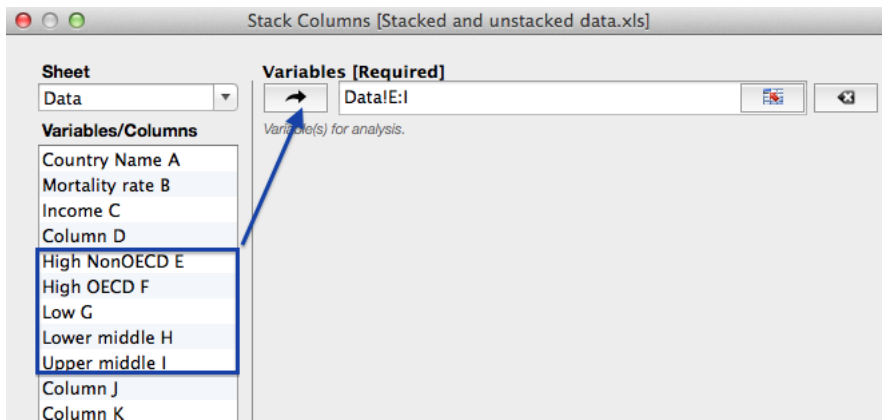 Stack Columns [Stacked and unstacked data.xls]
Sheet
Data
Variables/Columns
Country Name A
Mortality rate B
Income C
Column D
High NonOECD E
High OECD F
Low G
Lower middle H
Upper middle I
Column J
Column K
Variables [Required]
Data!E:I
Variable(s) for analysis.